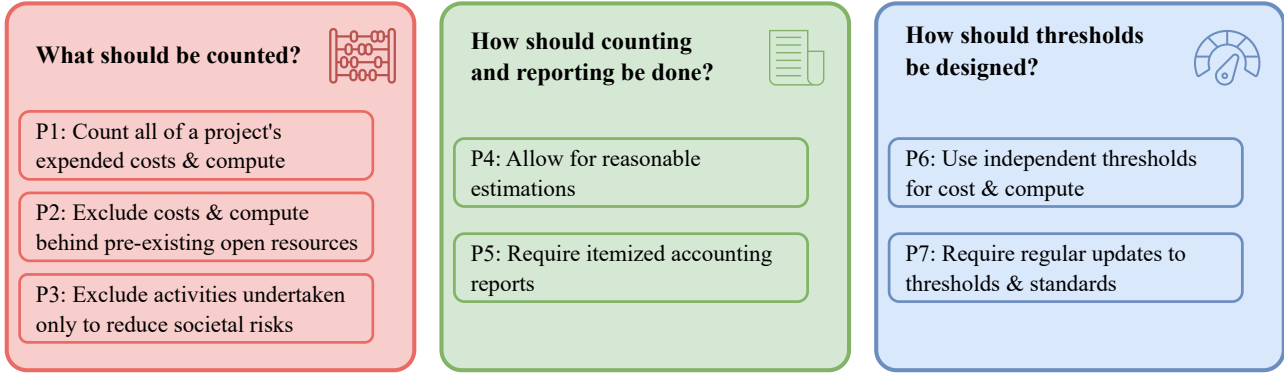 What should be counted?
P1: Count all of a project's
expended costs & compute
P2: Exclude costs & compute
behind pre-existing open resources
P3: Exclude activities undertaken
only to reduce societal risks
How should counting
and reporting be done?
P4: Allow for reasonable
estimations
P5: Require itemized accounting
reports
How should thresholds
be designed?
P6: Use independent thresholds
for cost & compute
P7: Require regular updates to
thresholds & standards